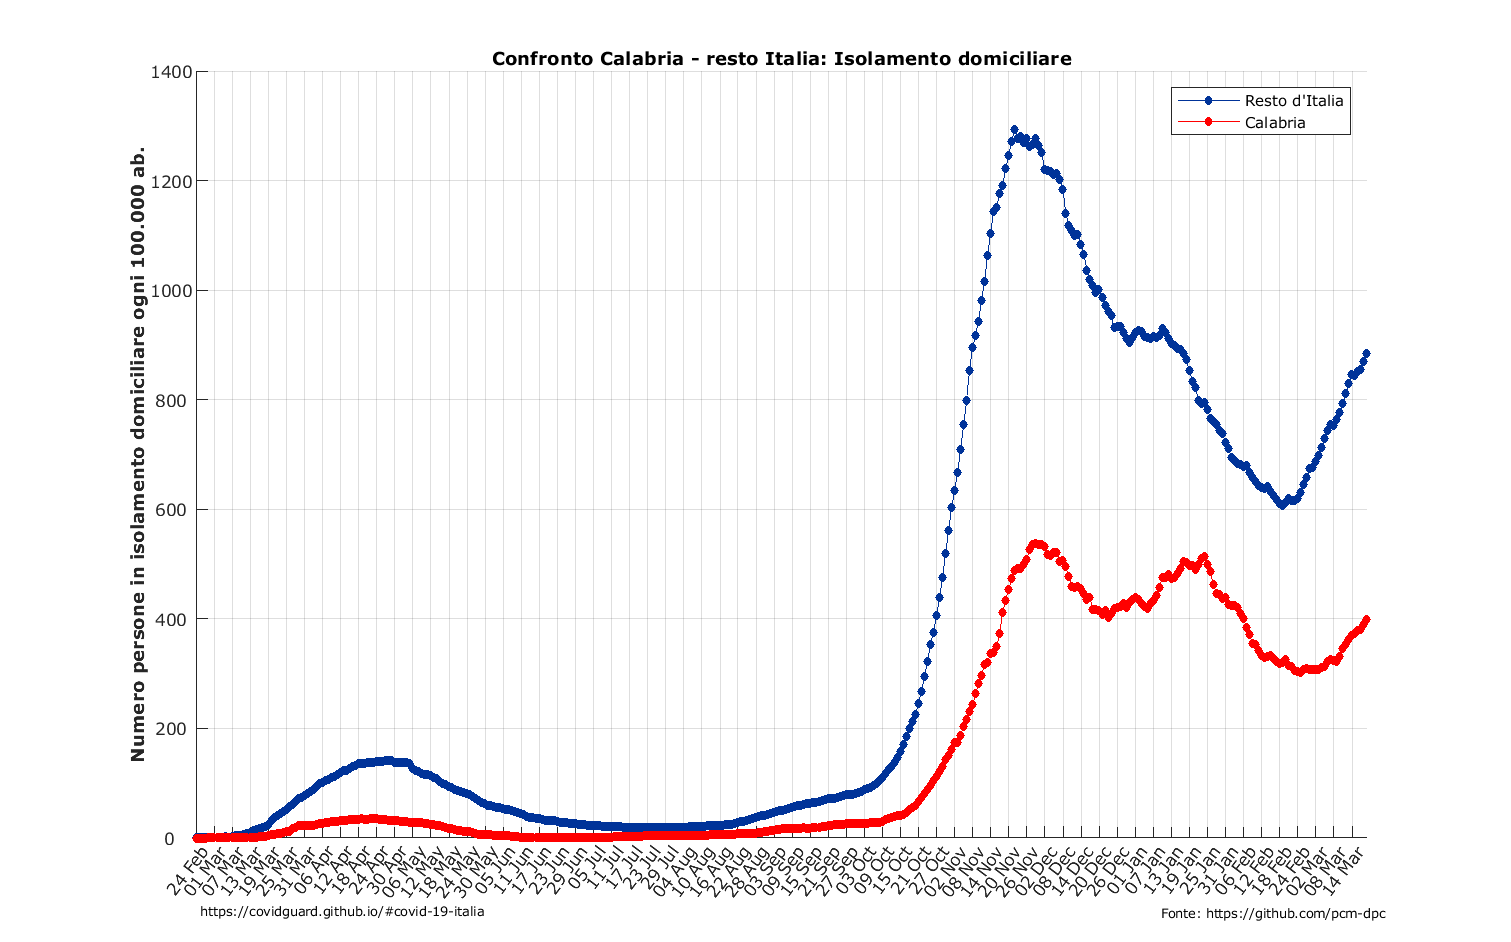 Confronto Calabria - resto Italia: Isolamento domiciliare
1400
1200
1000
800
600
400
200
0
Numero persone in isolamento domiciliare ogni 100.000 ab.
Resto d'Italia
Calabria
24 Feb
01 Mar
07 Mar
13 Mar
19 Mar
25 Mar
31 Mar
06 Apr
12 Apr
18 Apr
24 Apr
30 Apr
06 May
12 May
18 May
24 May
30 May
05 Jun
11 Jun
17 Jun
23 Jun
29 Jun
05 Jul
11 Jul
17 Jul
23 Jul
29 Jul
04 Aug
10 Aug
16 Aug
22 Aug
28 Aug
03 Sep
09 Sep
15 Sep
21 Sep
27 Sep
03 Oct
09 Oct
15 Oct
21 Oct
27 Oct
02 Nov
08 Nov
14 Nov
20 Nov
26 Nov
02 Dec
08 Dec
14 Dec
20 Dec
26 Dec
01 Jan
07 Jan
13 Jan
19 Jan
25 Jan
31 Jan
06 Feb
12 Feb
18 Feb
24 Feb
02 Mar
08 Mar
14 Mar
https://covidguard.github.io/#covid-19-italia
Fonte: https://github.com/pcm-dpc